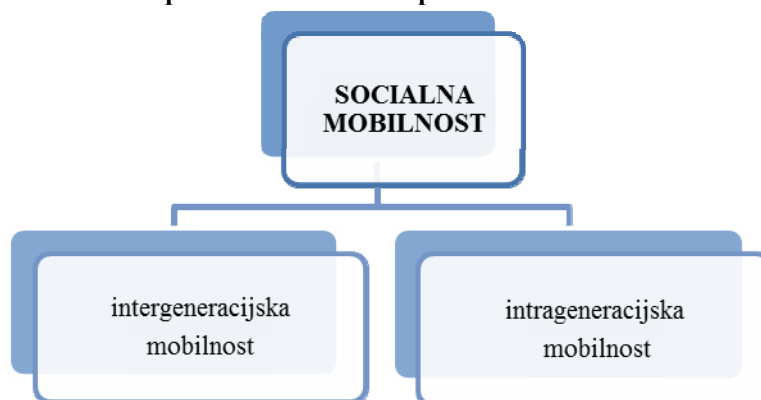 SOCIALNA
MOBILNOST
intergeneracijska
mobilnost
intrageneracijska
mobilnost